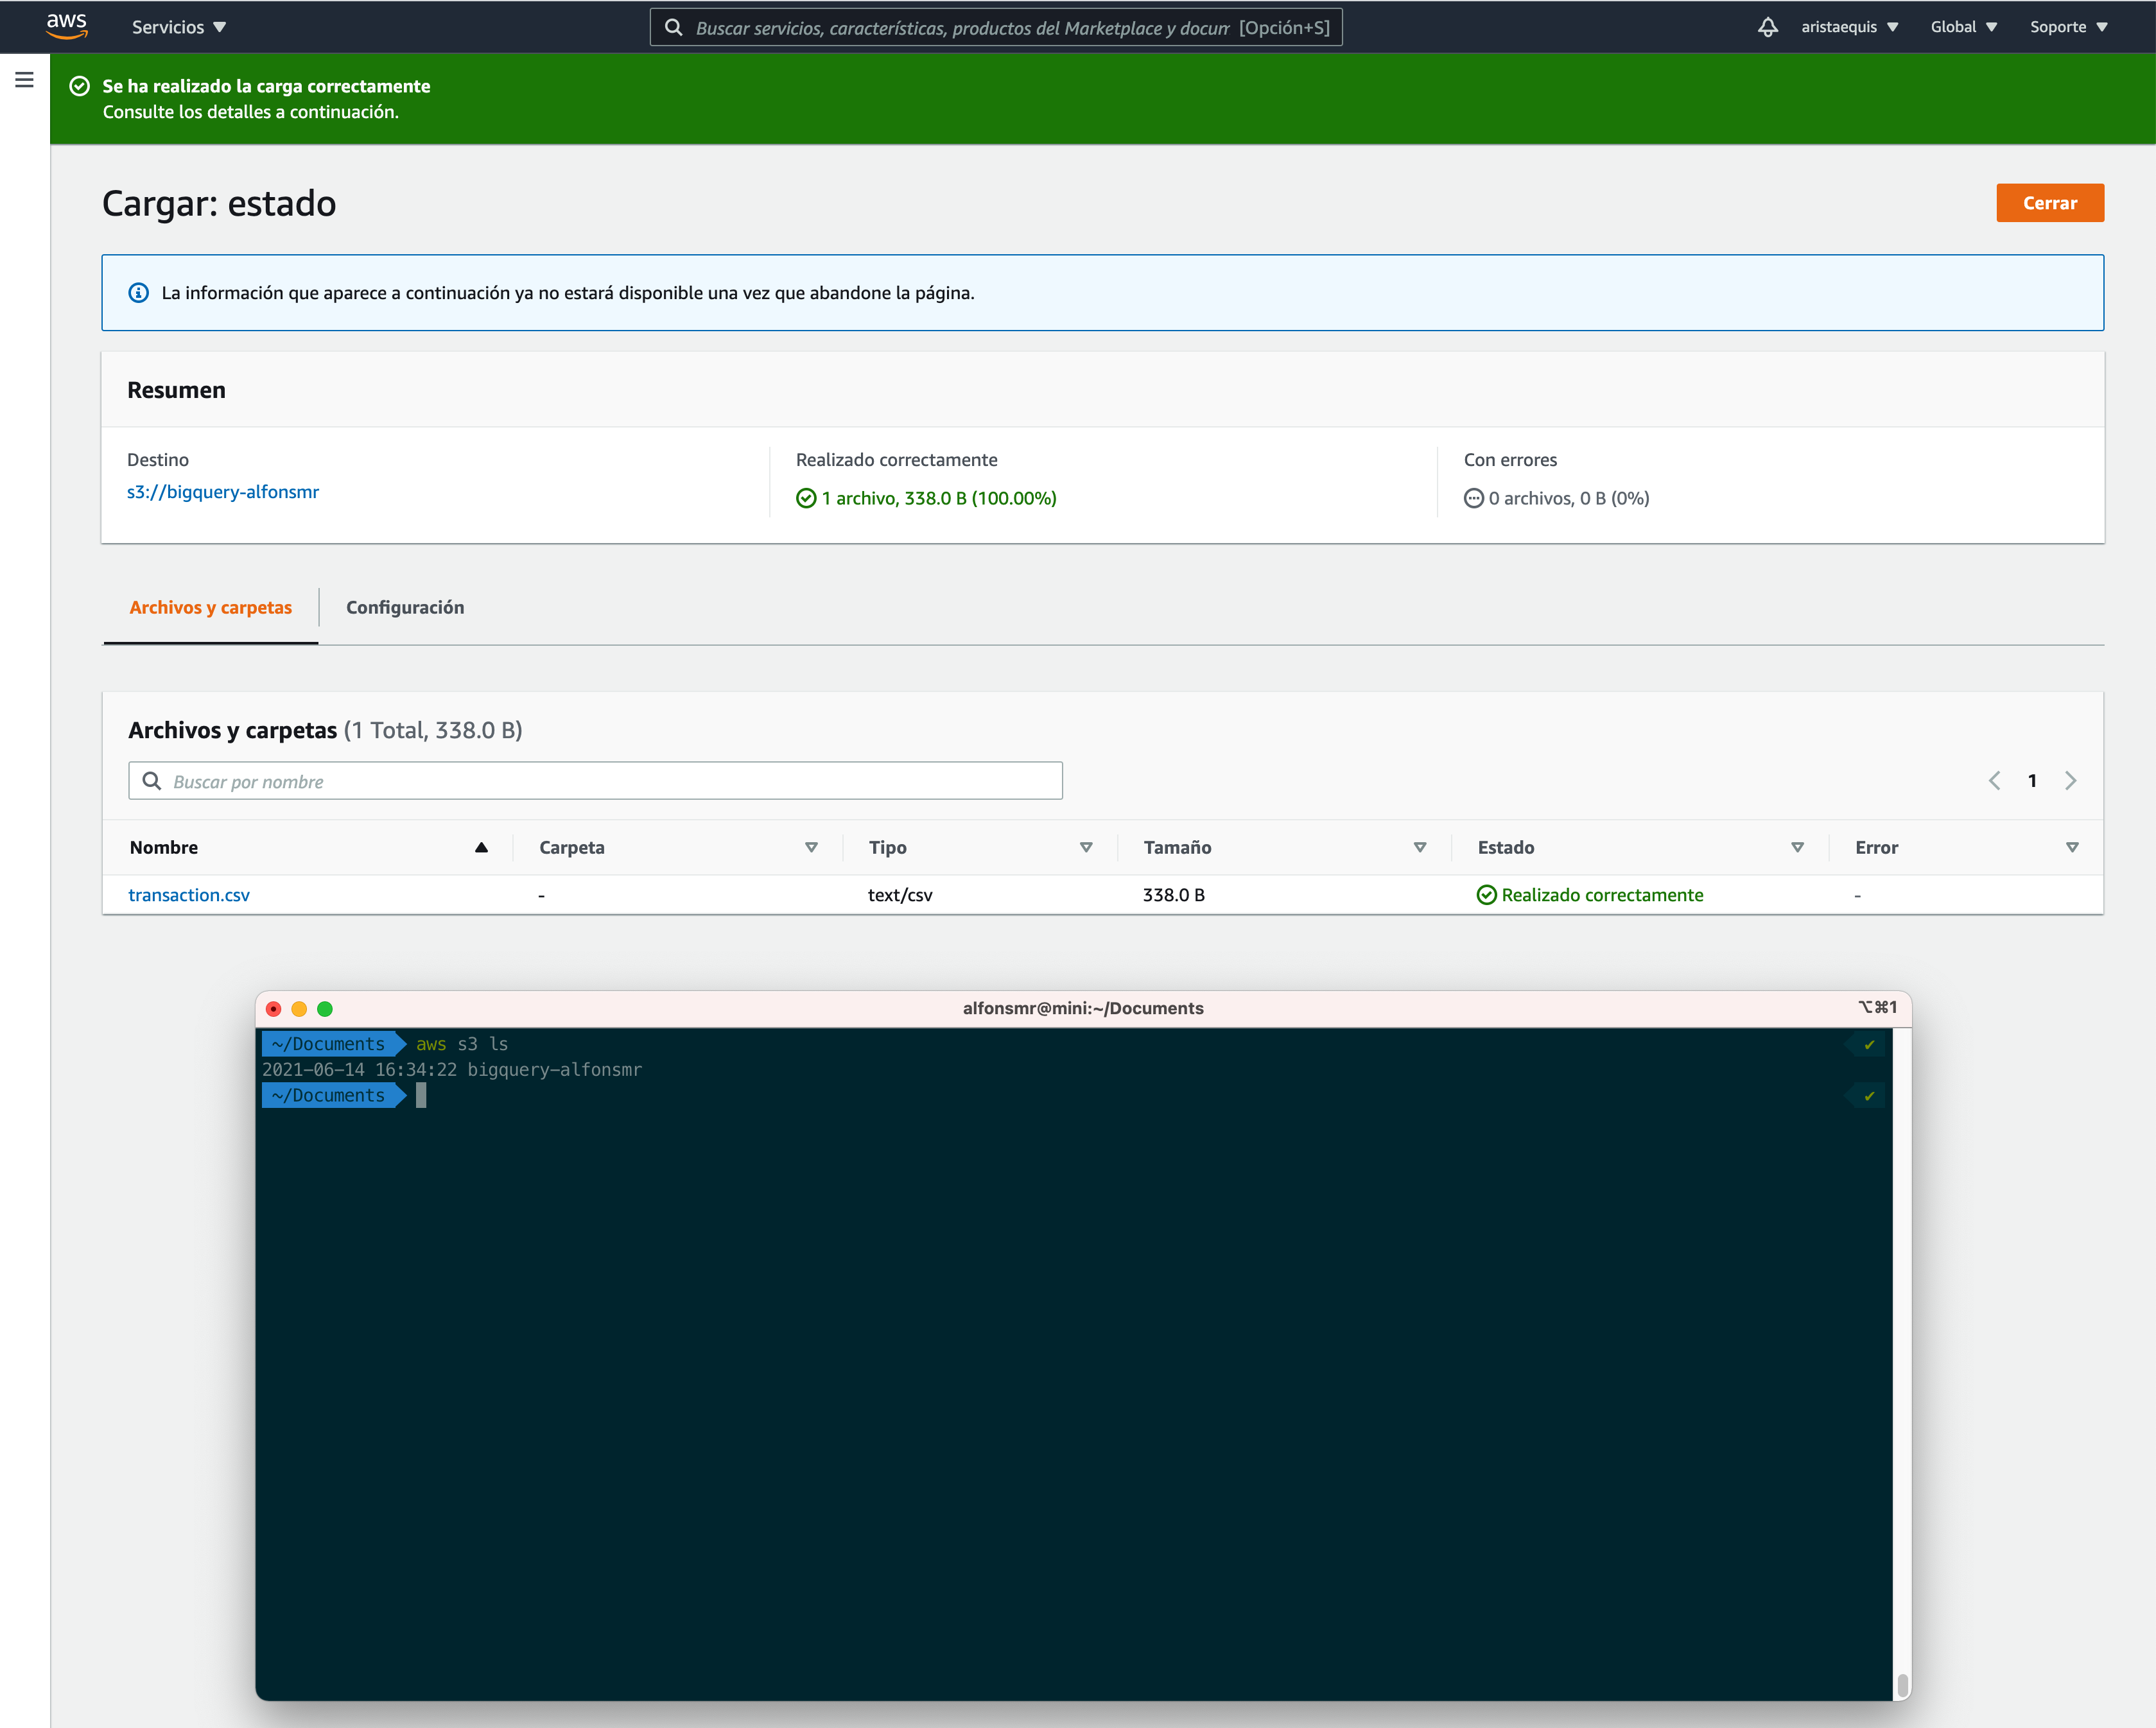 aws Servicios Buscar servicios, características, productos del Marketplace y docum [Opción+S] aristaequis Global Soporte
Se ha realizado la carga correctamente
Consulte los detalles a continuación.
Cargar: estado
Cerrar
La información que aparece a continuación ya no estará disponible una vez que abandone la página.
Resumen
Destino
s3://bigquery-alfonsmr
Realizado correctamente
1 archivo, 338.0 B (100.00%)
Con errores
0 archivos, 0 B (0%)
Archivos y carpetas
Configuración
Archivos y carpetas (1 Total, 338.0 B)
Buscar por nombre
1
Nombre Carpeta Tipo Tamaño Estado Error
transaction.csv - text/csv 338.0 B Realizado correctamente -
alfonsmr@mini:~/Documents ⌥⌘1
~/Documents aws s3 ls ✔
2021-06-14 16:34:22 bigquery-alfonsmr
~/Documents ✔